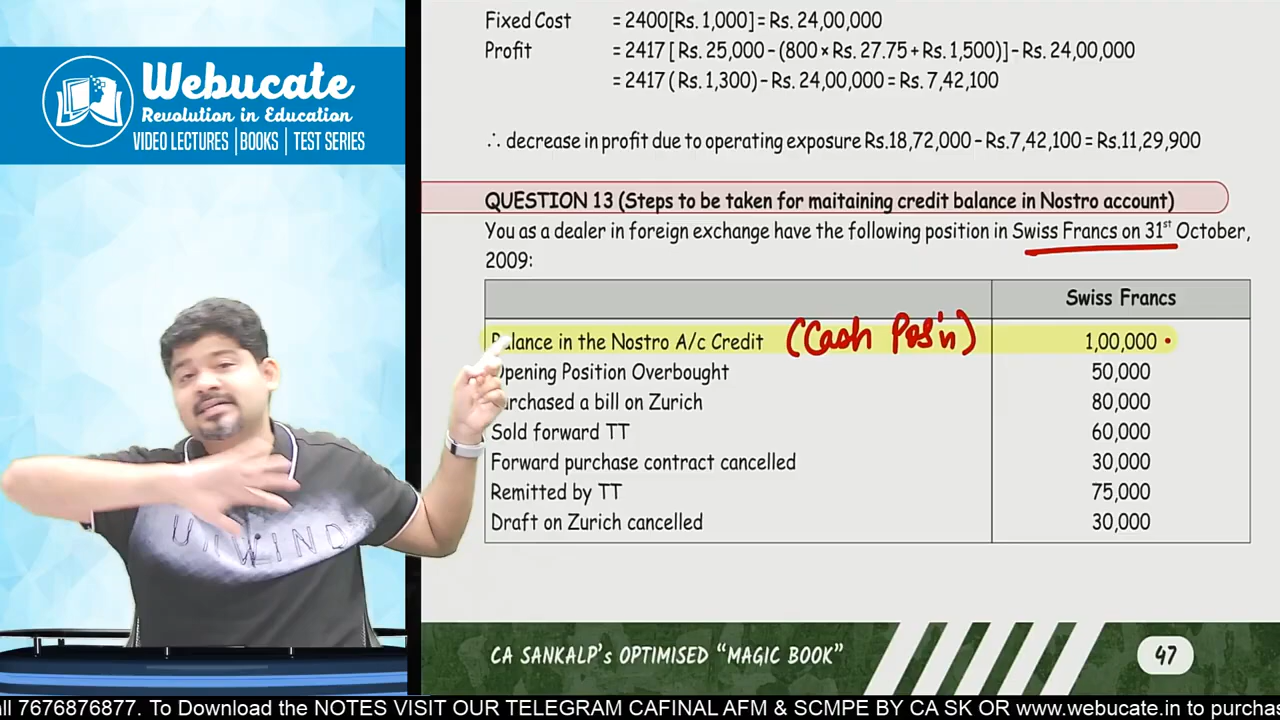 Webucate
Revolution in Education
VIDEO LECTURES | BOOKS | TEST SERIES
UNWIND
Fixed Cost = 2400[Rs. 1,000] = Rs. 24,00,000
Profit = 2417 [ Rs. 25,000 – (800 × Rs. 27.75 + Rs. 1,500)] – Rs. 24,00,000
= 2417 ( Rs. 1,300) – Rs. 24,00,000 = Rs. 7,42,100
∴ decrease in profit due to operating exposure Rs.18,72,000 – Rs.7,42,100 = Rs.11,29,900
QUESTION 13 (Steps to be taken for maitaining credit balance in Nostro account)
You as a dealer in foreign exchange have the following position in Swiss Francs on 31st October,
2009:
Swiss Francs
Balance in the Nostro A/c Credit (Cash Pos'n) 1,00,000
Opening Position Overbought 50,000
Purchased a bill on Zurich 80,000
Sold forward TT 60,000
Forward purchase contract cancelled 30,000
Remitted by TT 75,000
Draft on Zurich cancelled 30,000
CA SANKALP's OPTIMISED “MAGIC BOOK” 47
all 7676876877. To Download the NOTES VISIT OUR TELEGRAM CAFINAL AFM & SCMPE BY CA SK OR www.webucate.in to purchas